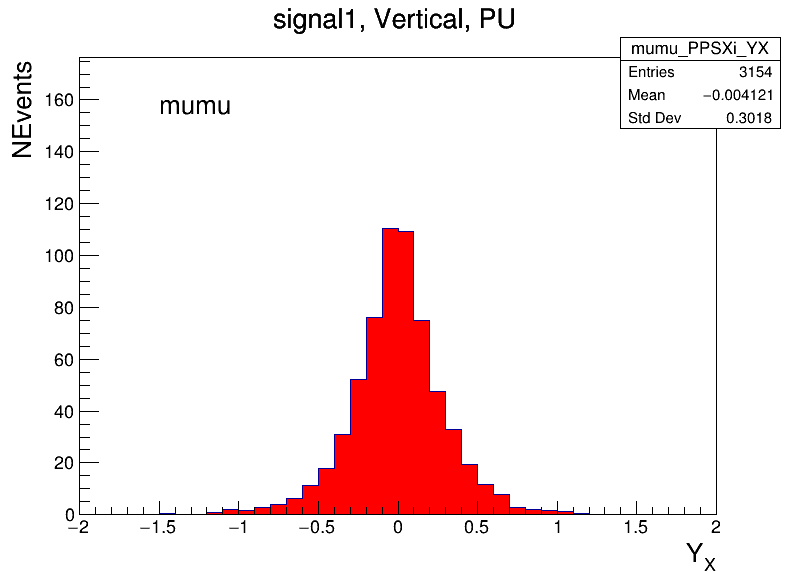 signal1, Vertical, PU
mumu_PPSXi_YX
Entries 3154
Mean −0.004121
Std Dev 0.3018
NEvents
mumu
160
140
120
100
80
60
40
20
0
−2 −1.5 −1 −0.5 0 0.5 1 1.5 2
Y_X